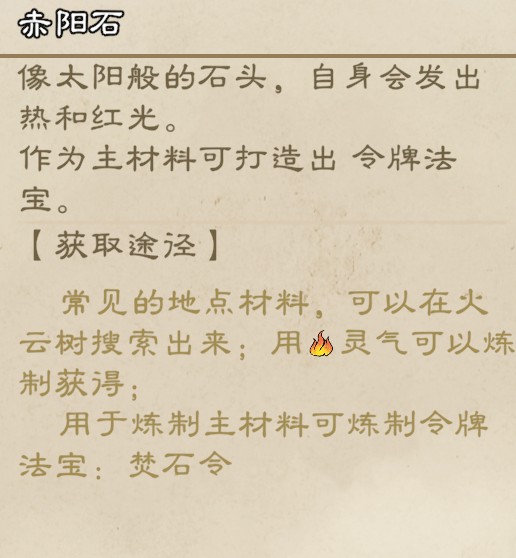 赤阳石
像太阳般的石头，自身会发出
热和红光。
作为主材料可打造出 令牌法
宝。
【获取途径】
常见的地点材料，可以在火
云树搜索出来；用灵气可以炼
制获得；
用于炼制主材料可炼制令牌
法宝：焚石令